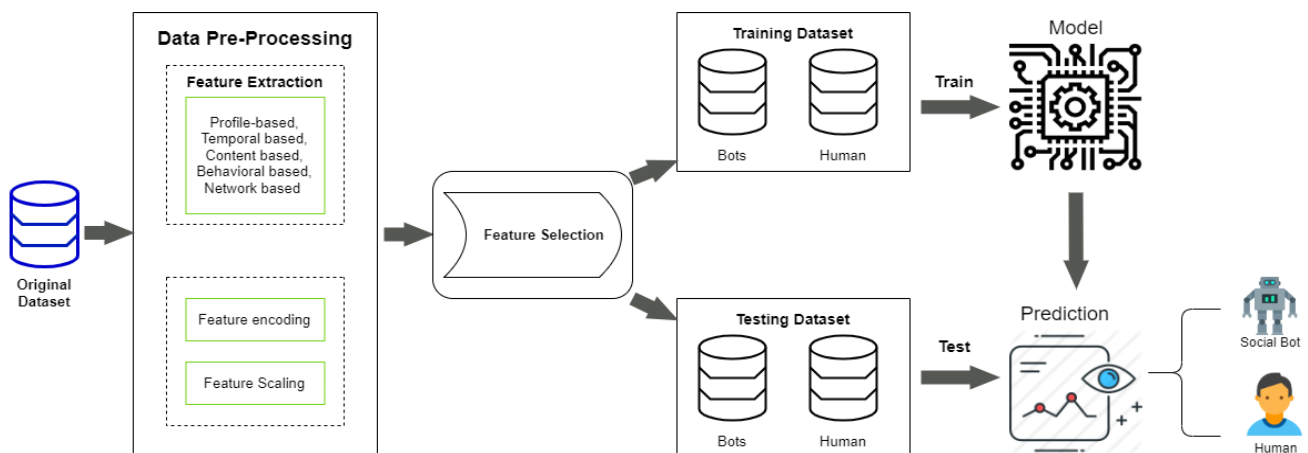 Original
Dataset
Data Pre-Processing
Feature Extraction
Profile-based,
Temporal based,
Content based,
Behavioral based,
Network based
Feature encoding
Feature Scaling
Feature Selection
Training Dataset
Bots
Human
Train
Model
Testing Dataset
Bots
Human
Test
Prediction
Social Bot
Human